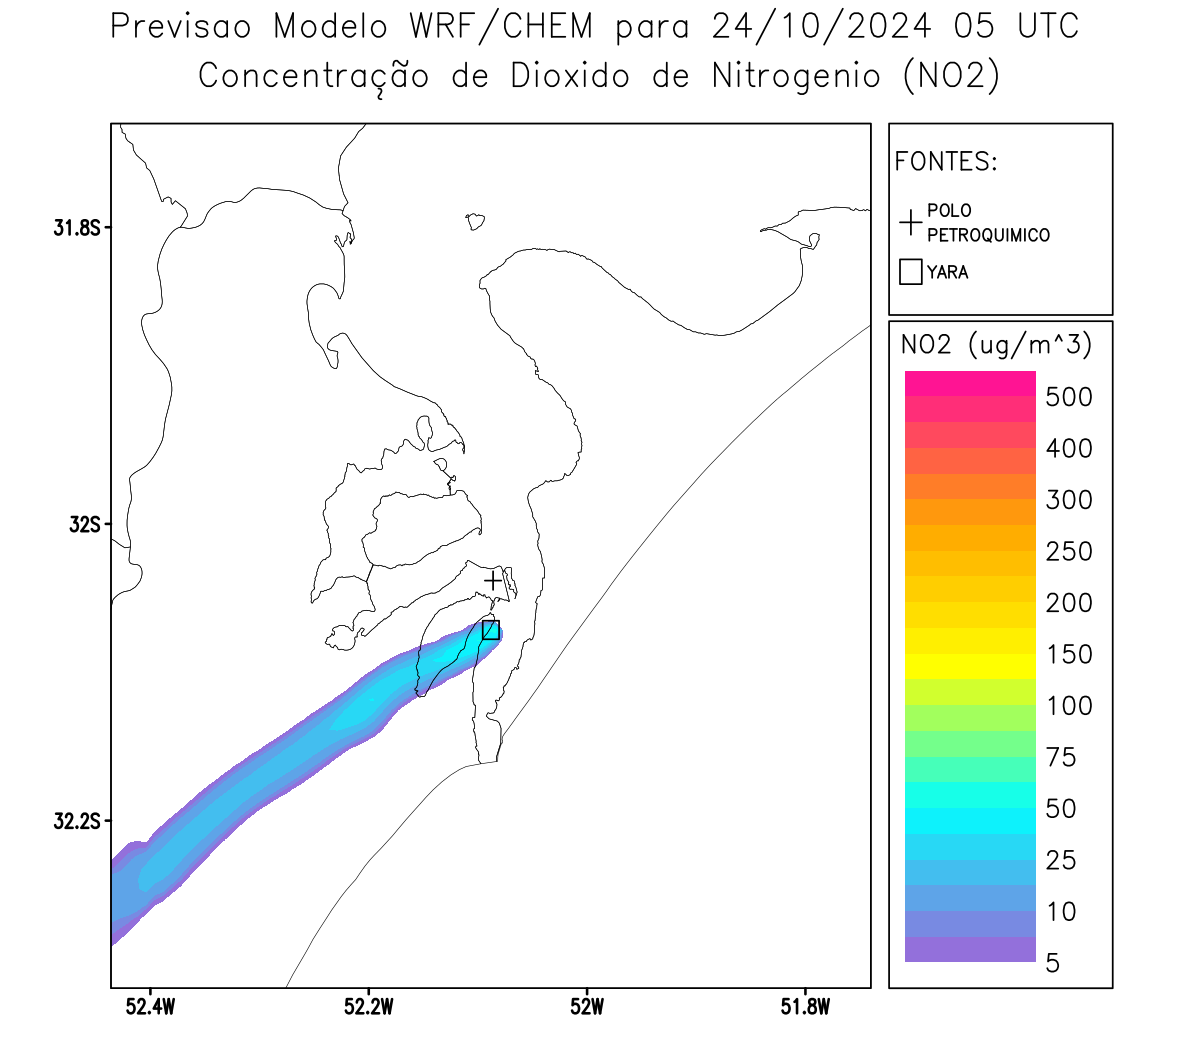 Previsao Modelo WRF/CHEM para 24/10/2024 05 UTC
Concentração de Dioxido de Nitrogenio (NO2)
FONTES:
POLO
PETROQUIMICO
YARA
NO2 (ug/m^3)
500
400
300
250
200
150
100
75
50
25
10
5
31.8S
32S
32.2S
52.4W
52.2W
52W
51.8W